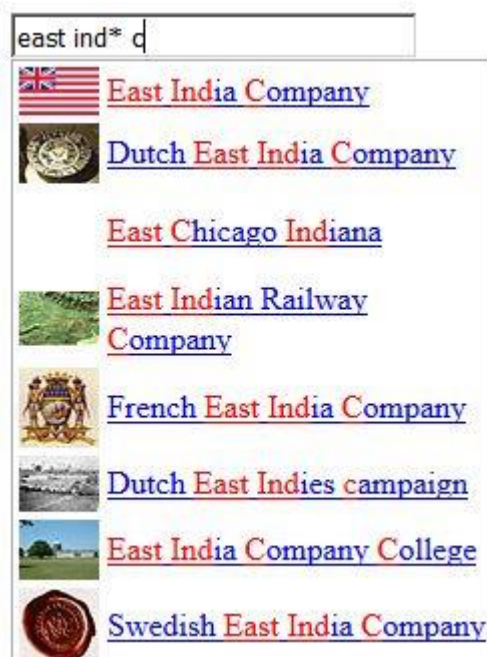 east ind* c
East India Company
Dutch East India Company
East Chicago Indiana
East Indian Railway
Company
French East India Company
Dutch East Indies campaign
East India Company College
Swedish East India Company